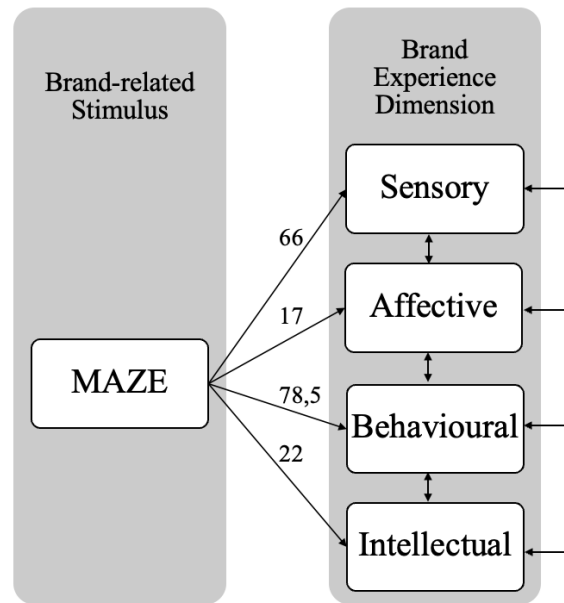 Brand-related
Stimulus
Brand
Experience
Dimension
MAZE
66
17
78,5
22
Sensory
Affective
Behavioural
Intellectual